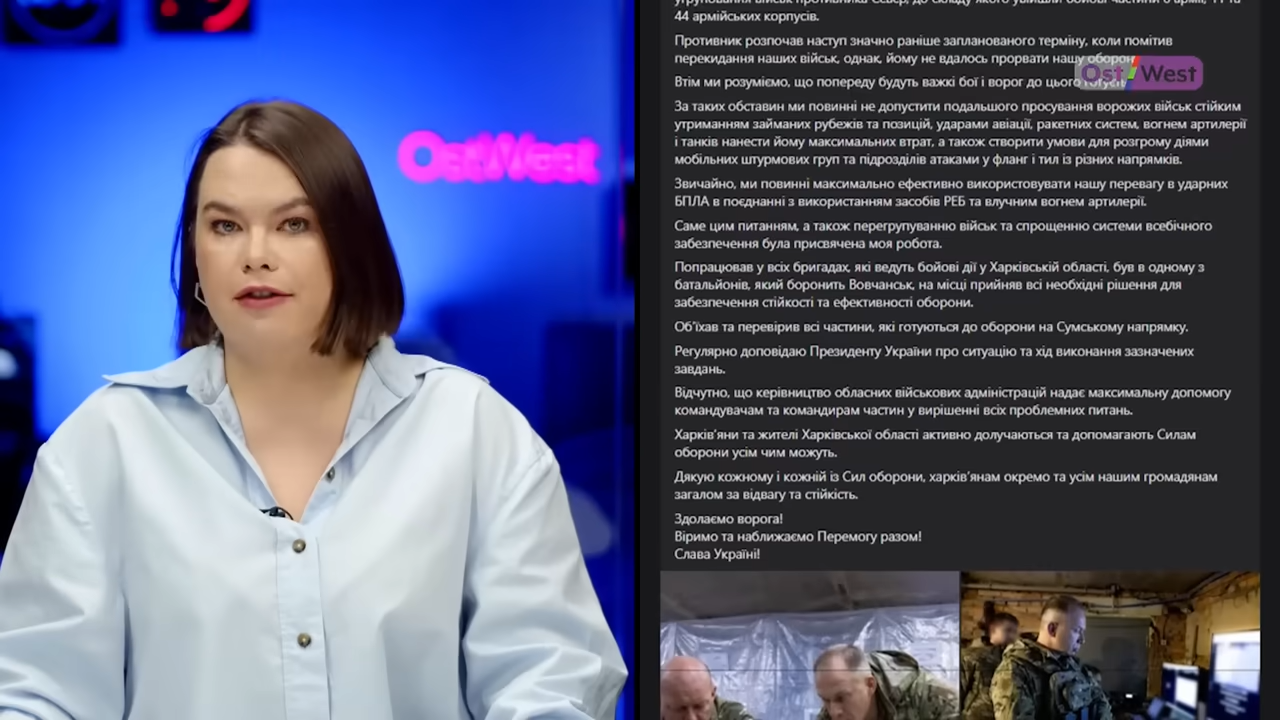 OstWest
угруповання військ противника Север, до складу якого увійшли бойові частини
44 армійських корпусів.
Противник розпочав наступ значно раніше запланованого терміну, коли помітив
перекидання наших військ, однак, йому не вдалось прорвати нашу оборону
Втім ми розуміємо, що попереду будуть важкі бої і ворог до цього готується
Ost West
За таких обставин ми повинні не допустити подальшого просування ворожих військ стійким
утриманням займаних рубежів та позицій, ударами авіації, ракетних систем, вогнем артилерії
і танків нанести йому максимальних втрат, а також створити умови для розгрому діями
мобільних штурмових груп та підрозділів атаками у фланг і тил із різних напрямків.
Звичайно, ми повинні максимально ефективно використовувати нашу перевагу в ударних
БПЛА в поєднанні з використанням засобів РЕБ та влучним вогнем артилерії.
Саме цим питанням, а також перегрупуванню військ та спрощенню системи всебічного
забезпечення була присвячена моя робота.
Попрацював у всіх бригадах, які ведуть бойові дії у Харківській області, був в одному з
батальйонів, який боронить Вовчанськ, на місці прийняв всі необхідні рішення для
забезпечення стійкості та ефективності оборони.
Об'їхав та перевірив всі частини, які готуються до оборони на Сумському напрямку.
Регулярно доповідаю Президенту України про ситуацію та хід виконання зазначених
завдань.
Відчутно, що керівництво обласних військових адміністрацій надає максимальну допомогу
командувачам та командирам частин у вирішенні всіх проблемних питань.
Харків'яни та жителі Харківської області активно долучаються та допомагають Силам
оборони усім чим можуть.
Дякую кожному і кожній із Сил оборони, харків'янам окремо та усім нашим громадянам
загалом за відвагу та стійкість.
Здолаємо ворога!
Віримо та наближаємо Перемогу разом!
Слава Україні!